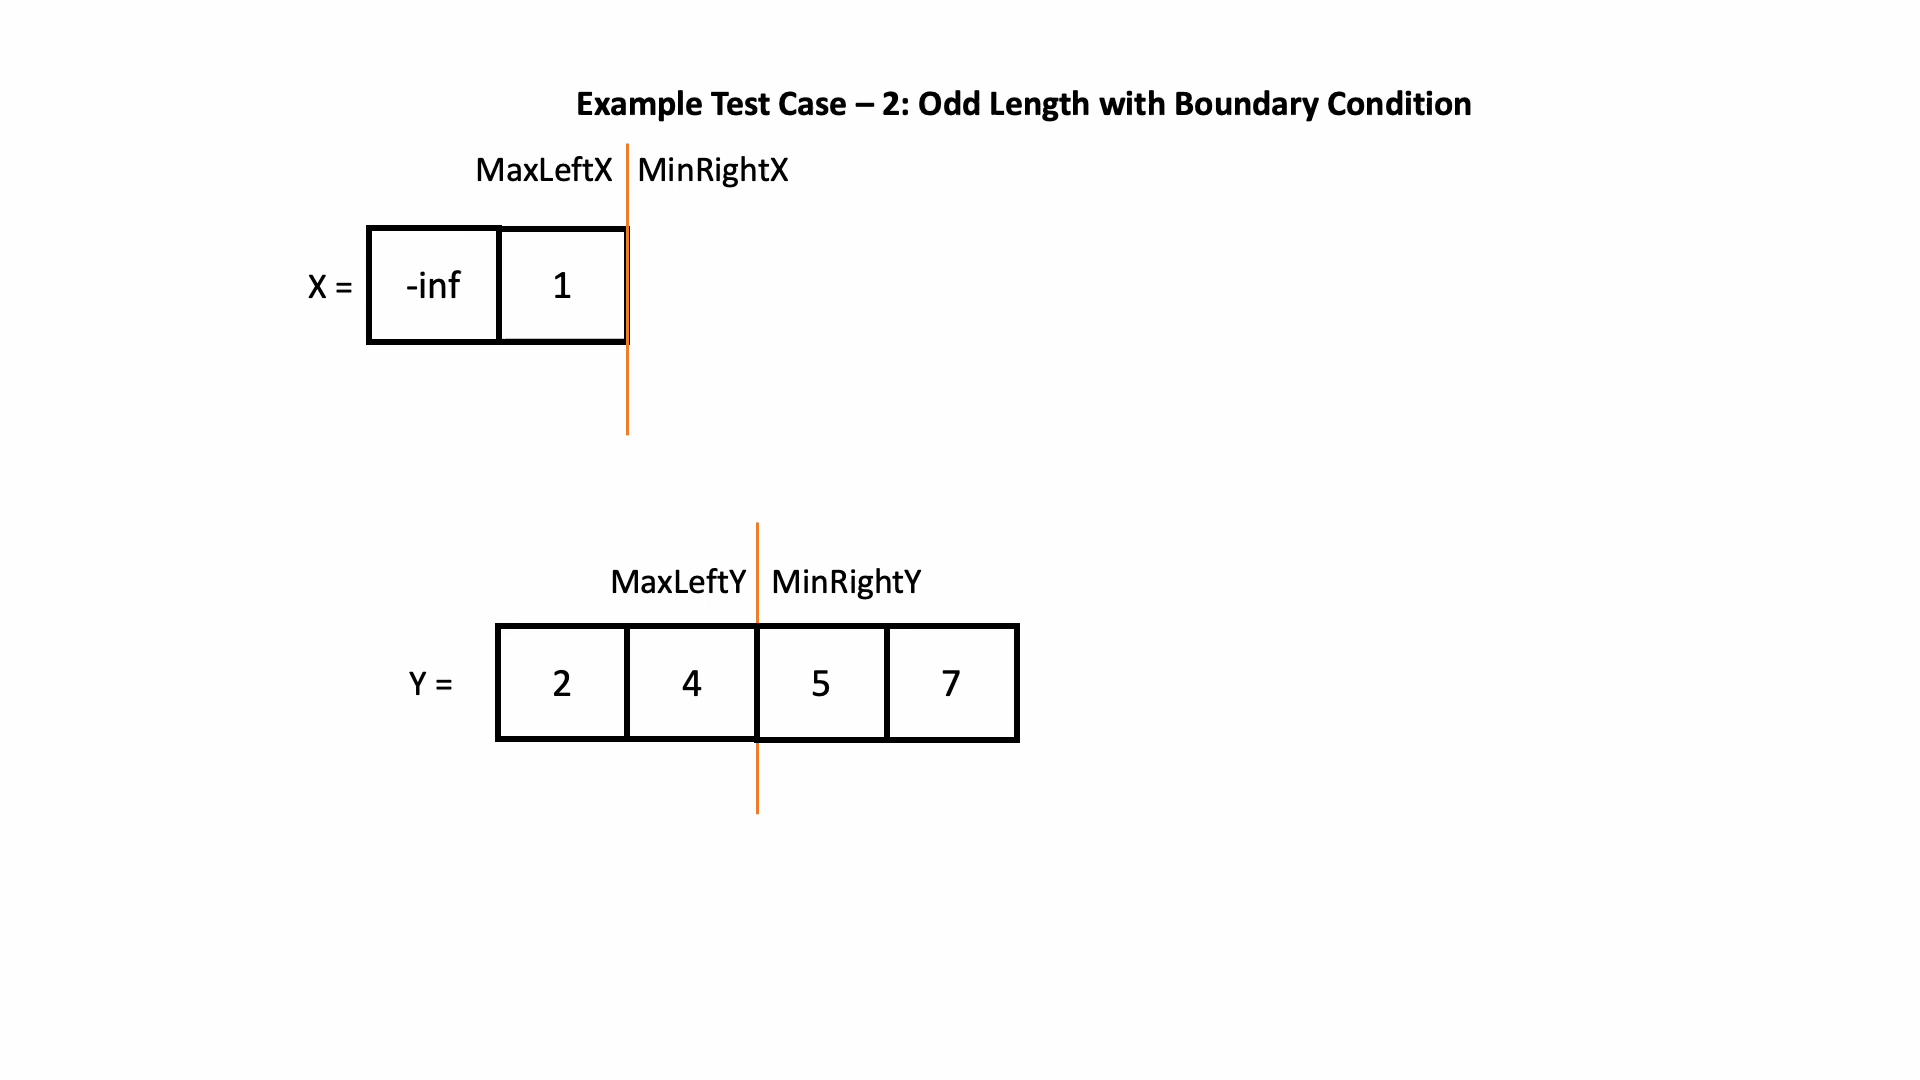 Example Test Case – 2: Odd Length with Boundary Condition
MaxLeftX MinRightX
X = -inf 1
MaxLeftY MinRightY
Y = 2 4 5 7